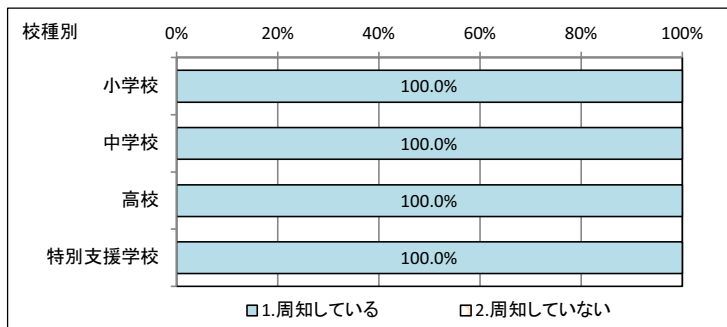 校種別
0% 20% 40% 60% 80% 100%
小学校 100.0%
中学校 100.0%
高校 100.0%
特別支援学校 100.0%
1.周知している 2.周知していない